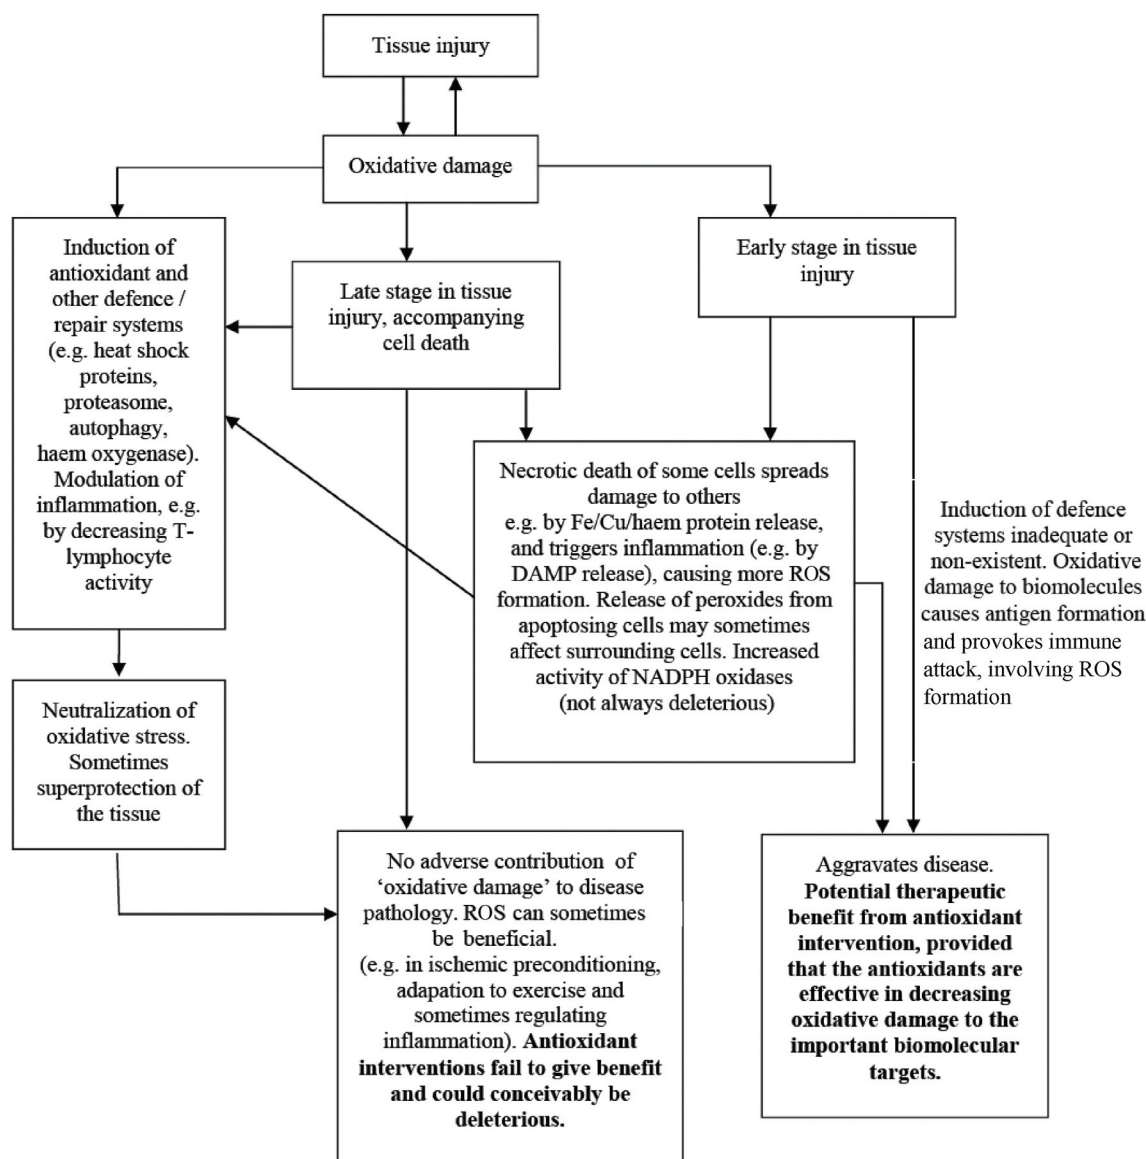 Tissue injury
Oxidative damage
Induction of
antioxidant and
other defence /
repair systems
(e.g. heat shock
proteins,
proteasome,
autophagy,
haem oxygenase).
Modulation of
inflammation, e.g.
by decreasing T-
lymphocyte
activity
Late stage in tissue
injury, accompanying
cell death
Early stage in tissue
injury
Necrotic death of some cells spreads
damage to others
e.g. by Fe/Cu/haem protein release,
and triggers inflammation (e.g. by
DAMP release), causing more ROS
formation. Release of peroxides from
apoptosing cells may sometimes
affect surrounding cells. Increased
activity of NADPH oxidases
(not always deleterious)
Induction of defence
systems inadequate or
non-existent. Oxidative
damage to biomolecules
causes antigen formation
and provokes immune
attack, involving ROS
formation
Neutralization of
oxidative stress.
Sometimes
superprotection of
the tissue
No adverse contribution of
‘oxidative damage’ to disease
pathology. ROS can sometimes
be beneficial.
(e.g. in ischemic preconditioning,
adapation to exercise and
sometimes regulating
inflammation). Antioxidant
interventions fail to give benefit
and could conceivably be
deleterious.
Aggravates disease.
Potential therapeutic
benefit from antioxidant
intervention, provided
that the antioxidants are
effective in decreasing
oxidative damage to the
important biomolecular
targets.